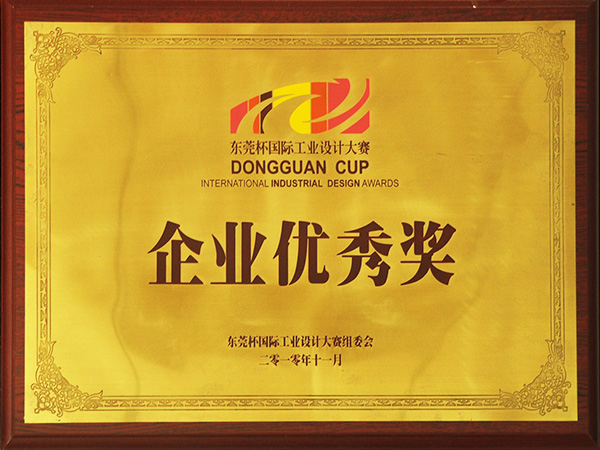 东莞杯国际工业设计大赛
DONGGUAN CUP
INTERNATIONAL INDUSTRIAL DESIGN AWARDS
企业优秀奖
东莞杯国际工业设计大赛组委会
二零一零年十一月